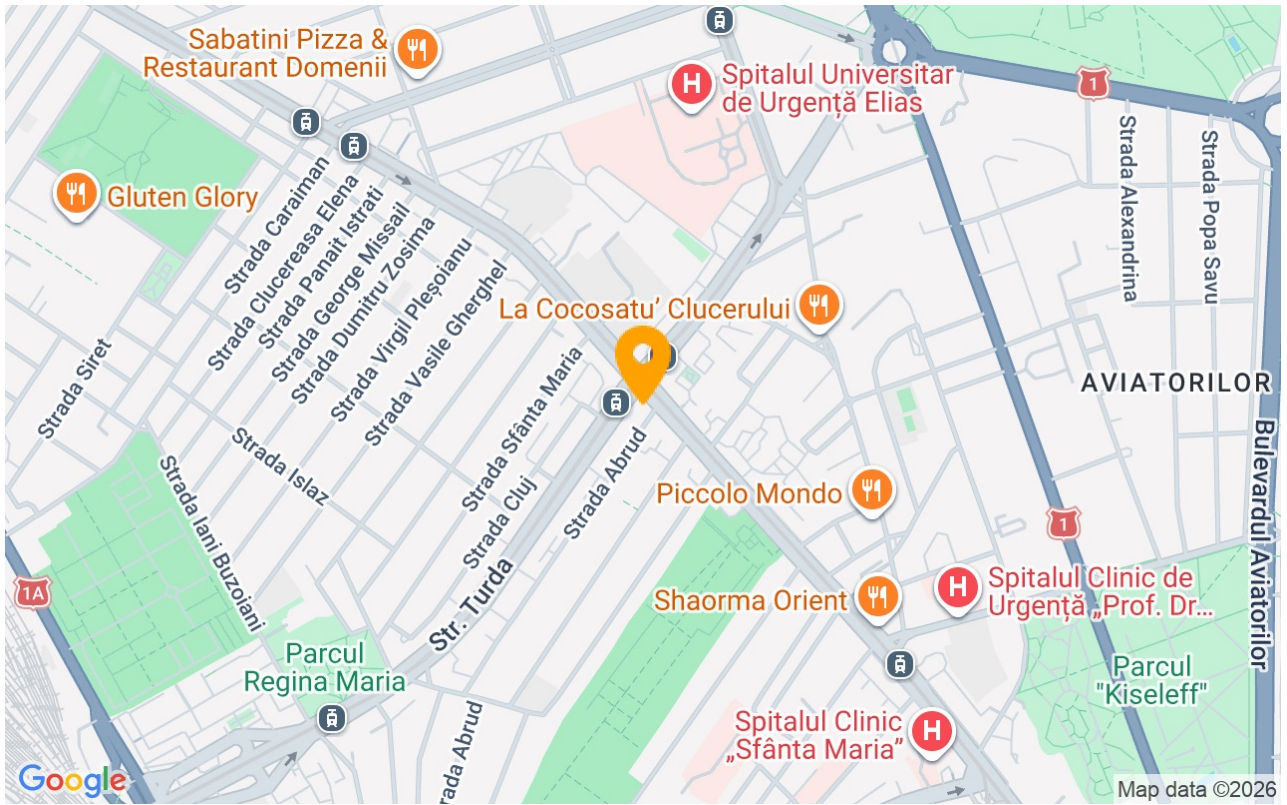 Sabatini Pizza &
Restaurant Domenii
Spitalul Universitar
de Urgență Elias
1
Strada Alexandrina
Strada Popa Savu
Gluten Glory
Strada Caraiman
Strada Clucereasa Elena
Strada Panait Istrati
Strada George Missail
Strada Dumitru Zosima
Strada Virgil Pleșoianu
Strada Vasile Gherghel
La Cocosatu’ Clucerului
Strada Siret
Strada Sfânta Maria
AVIATORILOR
Strada Islaz
Strada Iani Buzoiani
Strada Cluj
Strada Abrud
Piccolo Mondo
1
Bulevardul Aviatorilor
1A
Str. Turda
Shaorma Orient
Spitalul Clinic de
Urgență „Prof. Dr...
Parcul
Regina Maria
Parcul
"Kiseleff"
Spitalul Clinic
„Sfânta Maria”
rada Abrud
Google
Map data ©2026